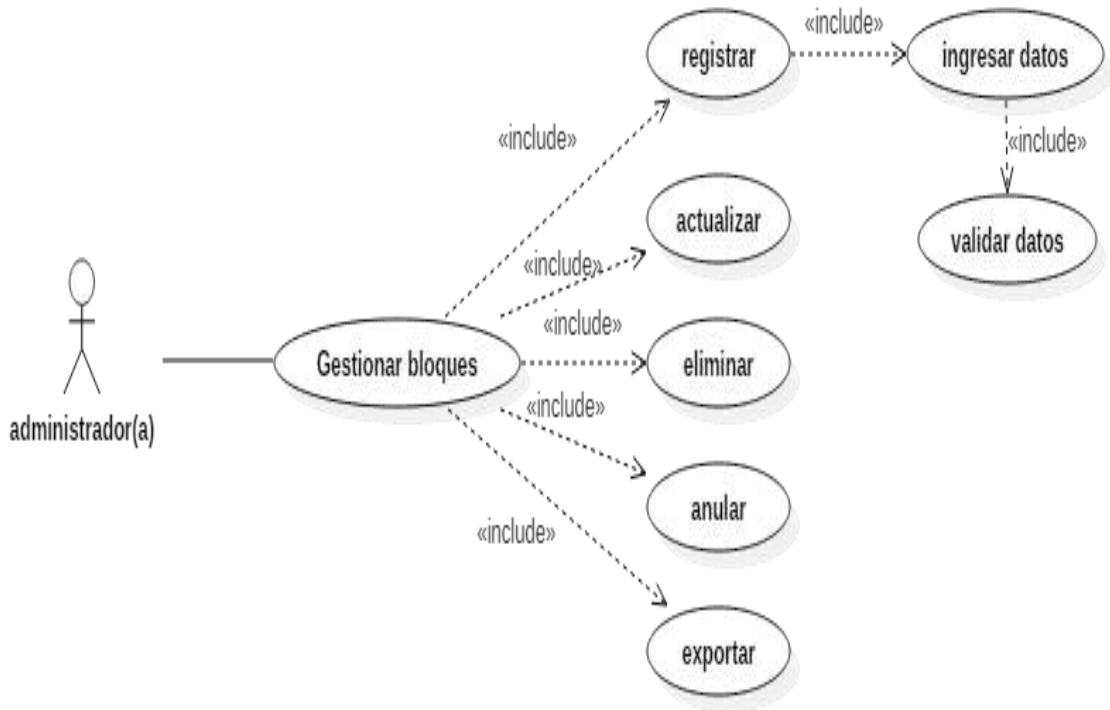 «include»
registrar
ingresar datos
«include»
«include»
actualizar
validar datos
«include»
«include»
Gestionar bloques
eliminar
«include»
administrador(a)
anular
«include»
exportar